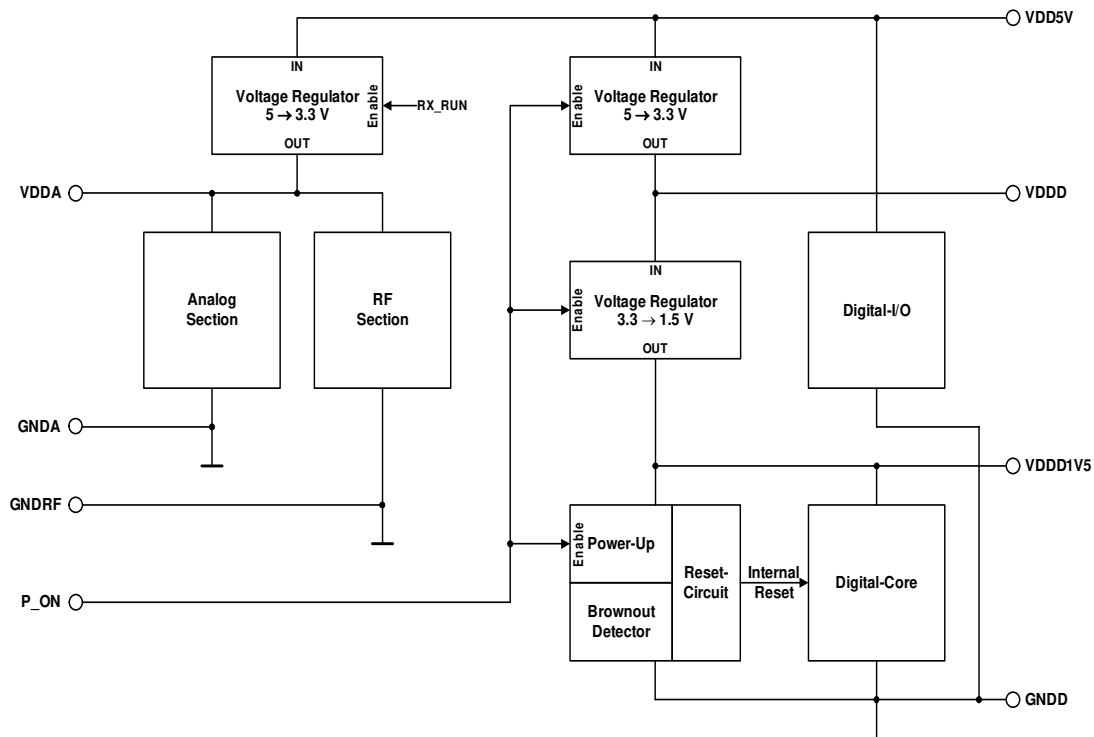 VDD5V
IN
Voltage Regulator
5 → 3.3 V
Enable
OUT
RX_RUN
IN
Voltage Regulator
5 → 3.3 V
Enable
OUT
VDDA
VDDD
Analog
Section
RF
Section
IN
Voltage Regulator
3.3 → 1.5 V
Enable
OUT
Digital-I/O
GNDA
VDDD1V5
GNDRF
Enable
Power-Up
Reset-
Circuit
Internal
Reset
Digital-Core
P_ON
Brownout
Detector
GNDD